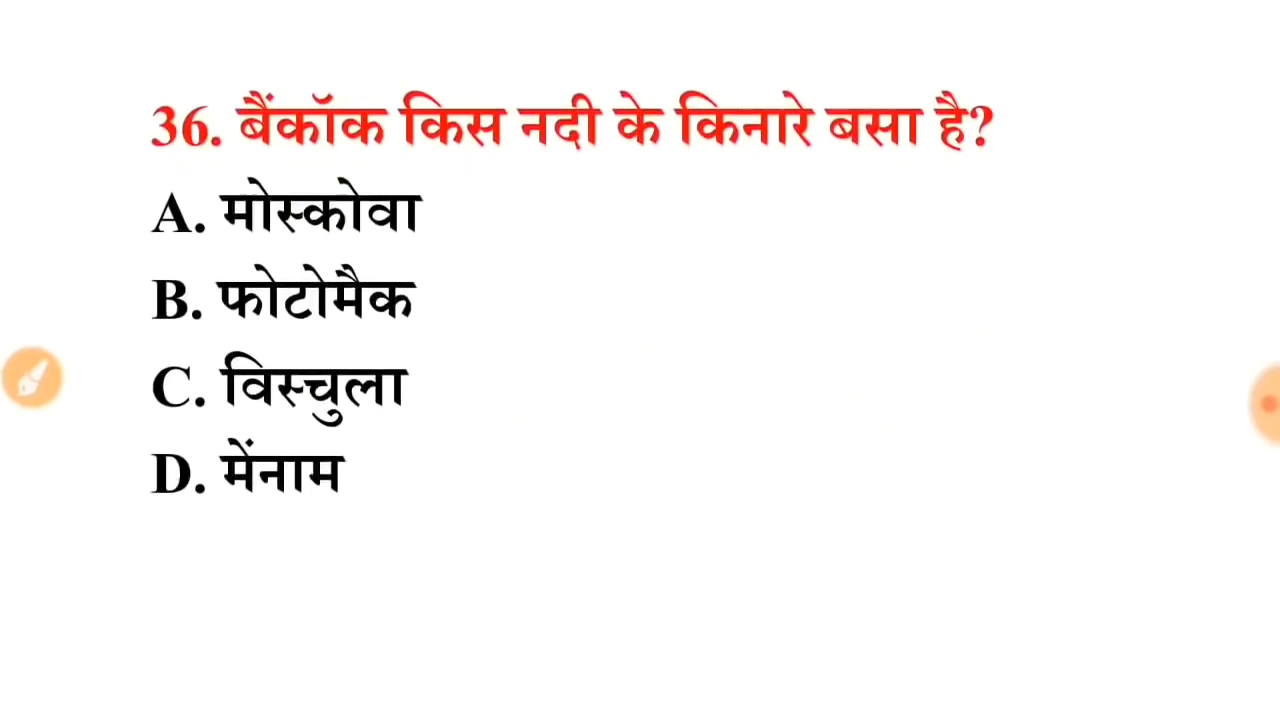 36. बैंकॉक किस नदी के किनारे बसा है?
A. मोस्कोवा
B. फोटोमैक
C. विस्चुला
D. मेंनाम